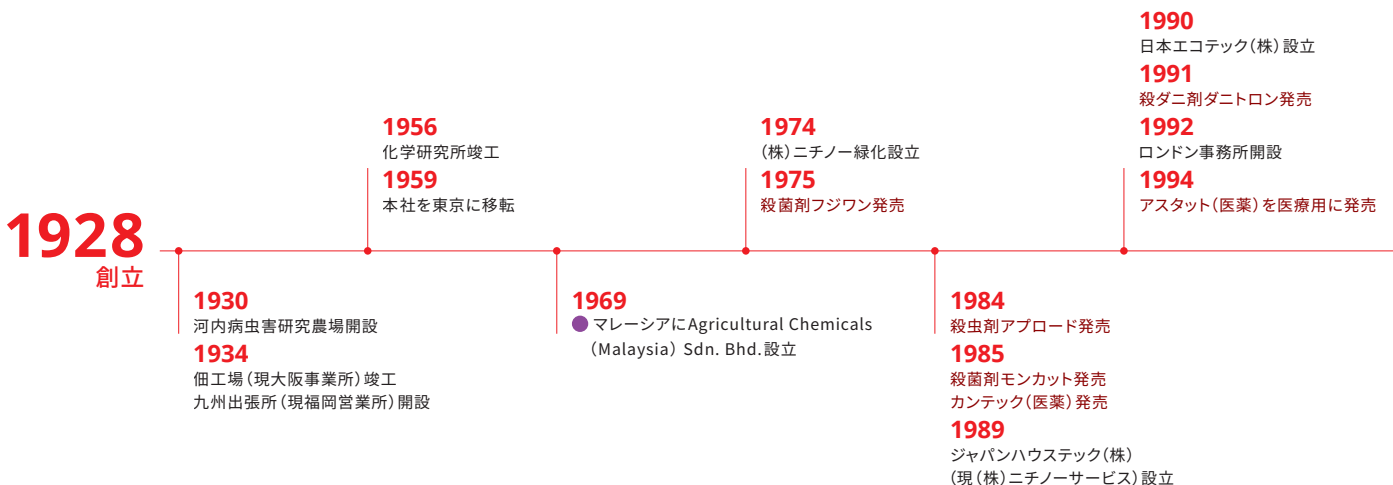 1928
創立
1930
河内病虫害研究農場開設
1934
佃工場(現大阪事業所)竣工
九州出張所(現福岡営業所)開設
1956
化学研究所竣工
1959
本社を東京に移転
1969
マレーシアにAgricultural Chemicals
(Malaysia) Sdn. Bhd.設立
1974
(株)ニチノー緑化設立
1975
殺菌剤フジワン発売
1984
殺虫剤アプロード発売
1985
殺菌剤モンカット発売
カンテック(医薬)発売
1989
ジャパンハウステック(株)
(現(株)ニチノーサービス)設立
1990
日本エコテック(株)設立
1991
殺ダニ剤ダニトロン発売
1992
ロンドン事務所開設
1994
アスタット(医薬)を医療用に発売